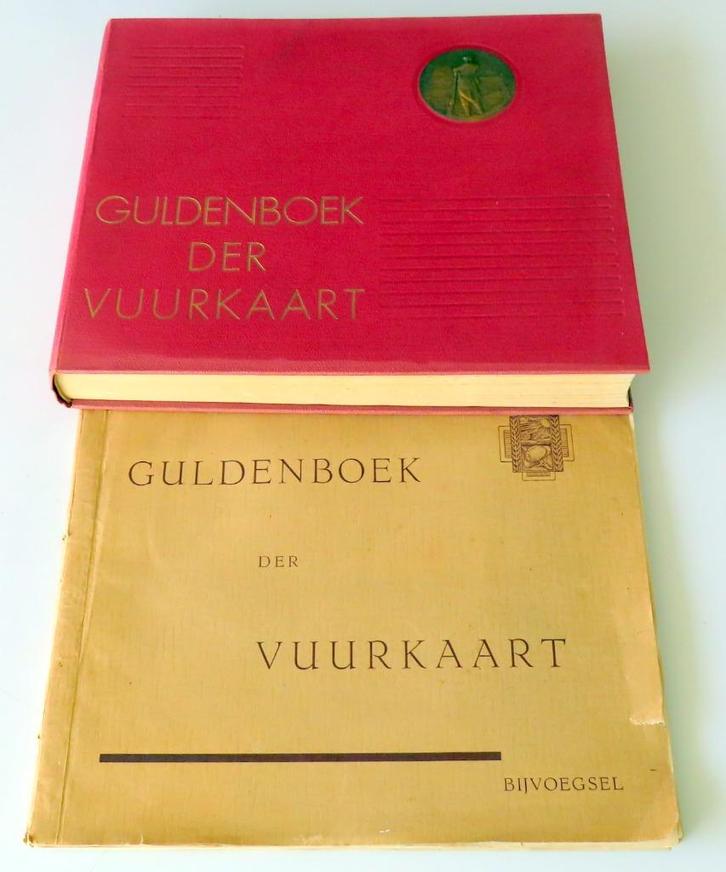 GULDENBOEK
DER
VUURKAART
GULDENBOEK
DER
VUURKAART
BIJVOEGSEL